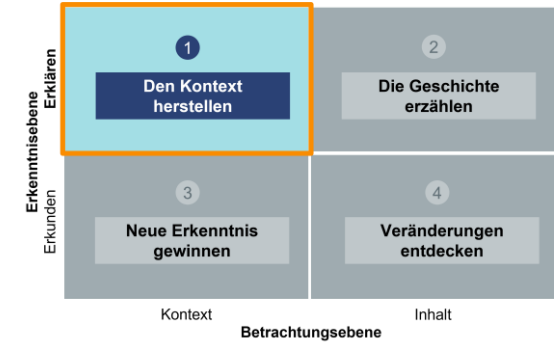 Erkenntnisebene
Erklären
Erkunden
1
Den Kontext
herstellen
2
Die Geschichte
erzählen
3
Neue Erkenntnis
gewinnen
4
Veränderungen
entdecken
Kontext
Inhalt
Betrachtungsebene